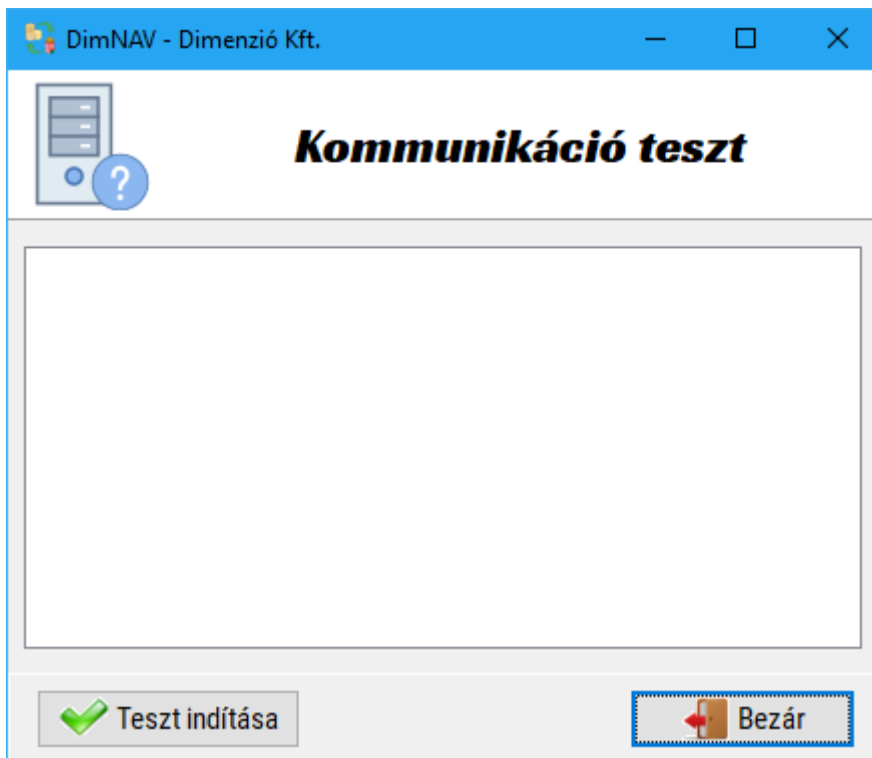 DimNAV - Dimenzió Kft.
Kommunikáció teszt
?
Teszt indítása
Bezár